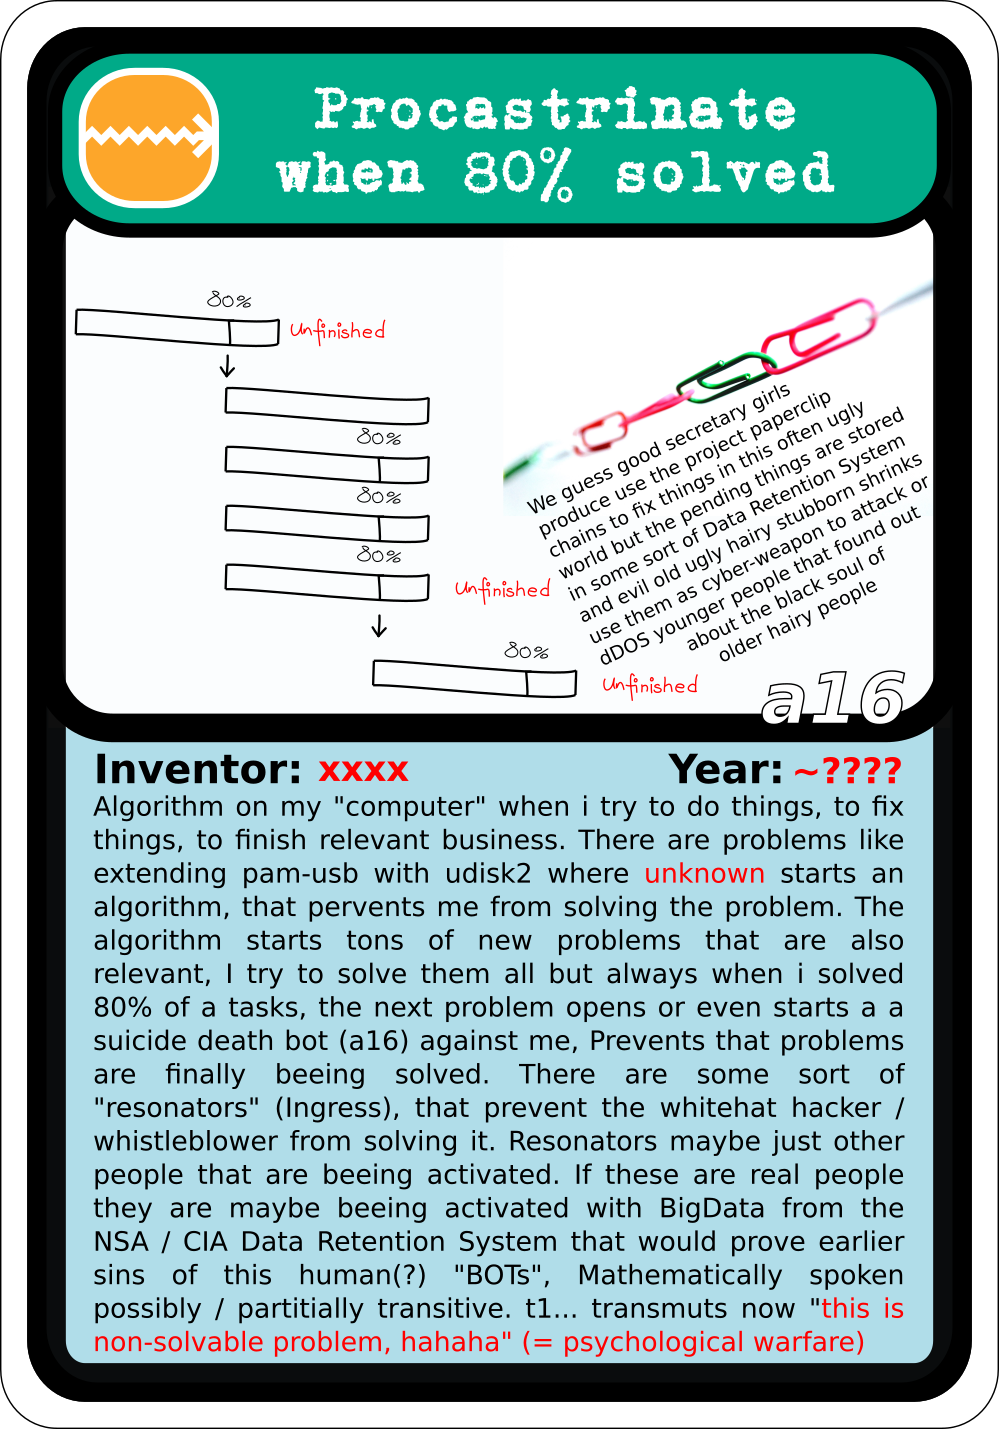 Procastrinate
when 80% solved
80%
Unfinished
80%
80%
80%
Unfinished
80%
Unfinished
We guess good secretary girls
produce use the project paperclip
chains to fix things in this often ugly
world but the pending things are stored
in some sort of Data Retention System
and evil old ugly hairy stubborn shrinks
use them as cyber-weapon to attack or
dDOS younger people that found out
about the black soul of
older hairy people
a16
Inventor: xxxx Year: ~????
Algorithm on my "computer" when i try to do things, to fix
things, to finish relevant business. There are problems like
extending pam-usb with udisk2 where unknown starts an
algorithm, that pervents me from solving the problem. The
algorithm starts tons of new problems that are also
relevant, I try to solve them all but always when i solved
80% of a tasks, the next problem opens or even starts a a
suicide death bot (a16) against me, Prevents that problems
are finally beeing solved. There are some sort of
"resonators" (Ingress), that prevent the whitehat hacker /
whistleblower from solving it. Resonators maybe just other
people that are beeing activated. If these are real people
they are maybe beeing activated with BigData from the
NSA / CIA Data Retention System that would prove earlier
sins of this human(?) "BOTs", Mathematically spoken
possibly / partitially transitive. t1... transmuts now "this is
non-solvable problem, hahaha" (= psychological warfare)